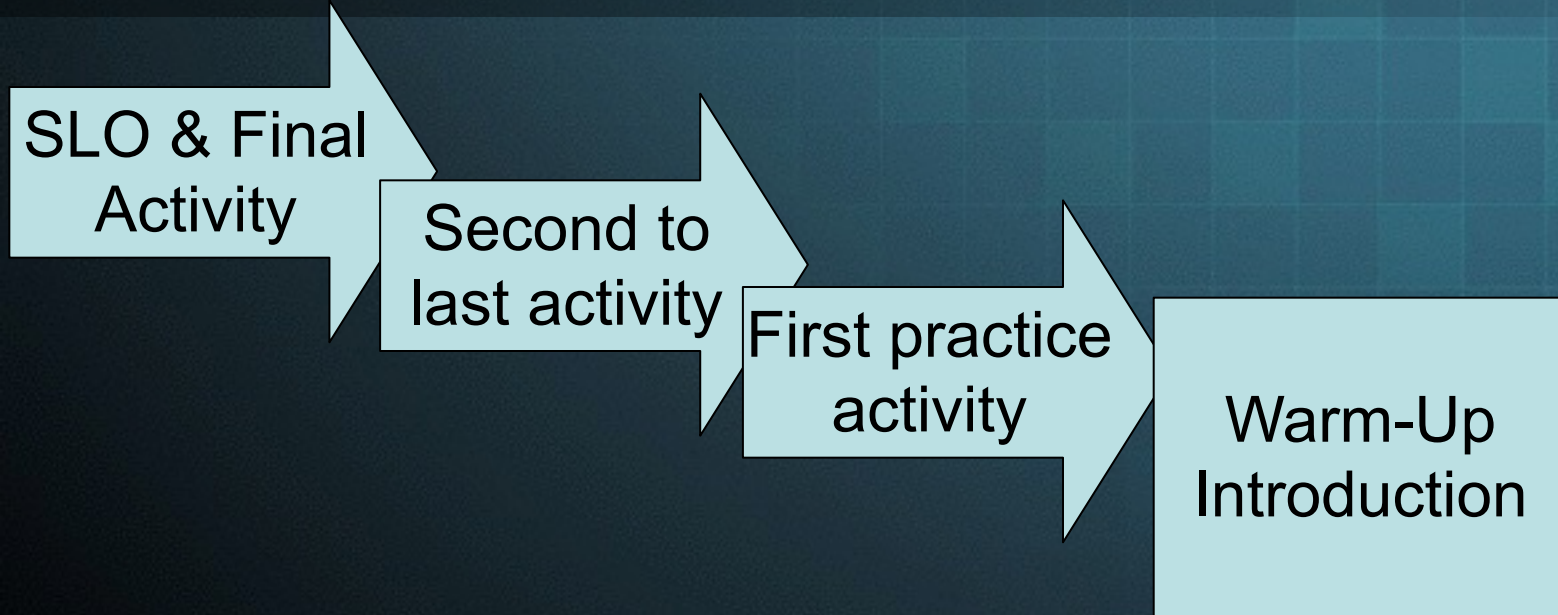 SLO & Final
Activity
Second to
last activity
First practice
activity
Warm-Up
Introduction